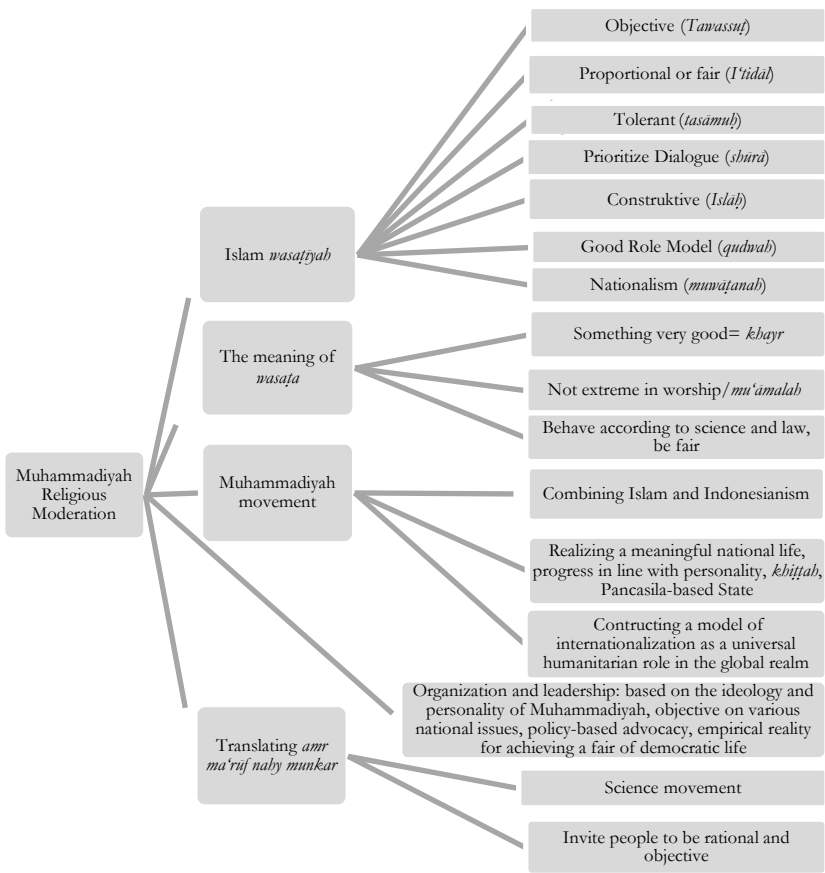 Muhammadiyah
Religious
Moderation
Islam wasaṭīyah
Objective (Tawassuṭ)
Proportional or fair (I‘tidāl)
Tolerant (tasāmuḥ)
Prioritize Dialogue (shūrá)
Construktive (Islāḥ)
Good Role Model (qudwah)
Nationalism (muwāṭanah)
The meaning of
wasaṭa
Something very good= khayr
Not extreme in worship/mu‘āmalah
Behave according to science and law,
be fair
Muhammadiyah
movement
Combining Islam and Indonesianism
Realizing a meaningful national life,
progress in line with personality, khiṭṭah,
Pancasila-based State
Contructing a model of
internationalization as a universal
humanitarian role in the global realm
Organization and leadership: based on the ideology and
personality of Muhammadiyah, objective on various
national issues, policy-based advocacy, empirical reality
for achieving a fair of democratic life
Translating amr
ma‘rūf nahy munkar
Science movement
Invite people to be rational and
objective